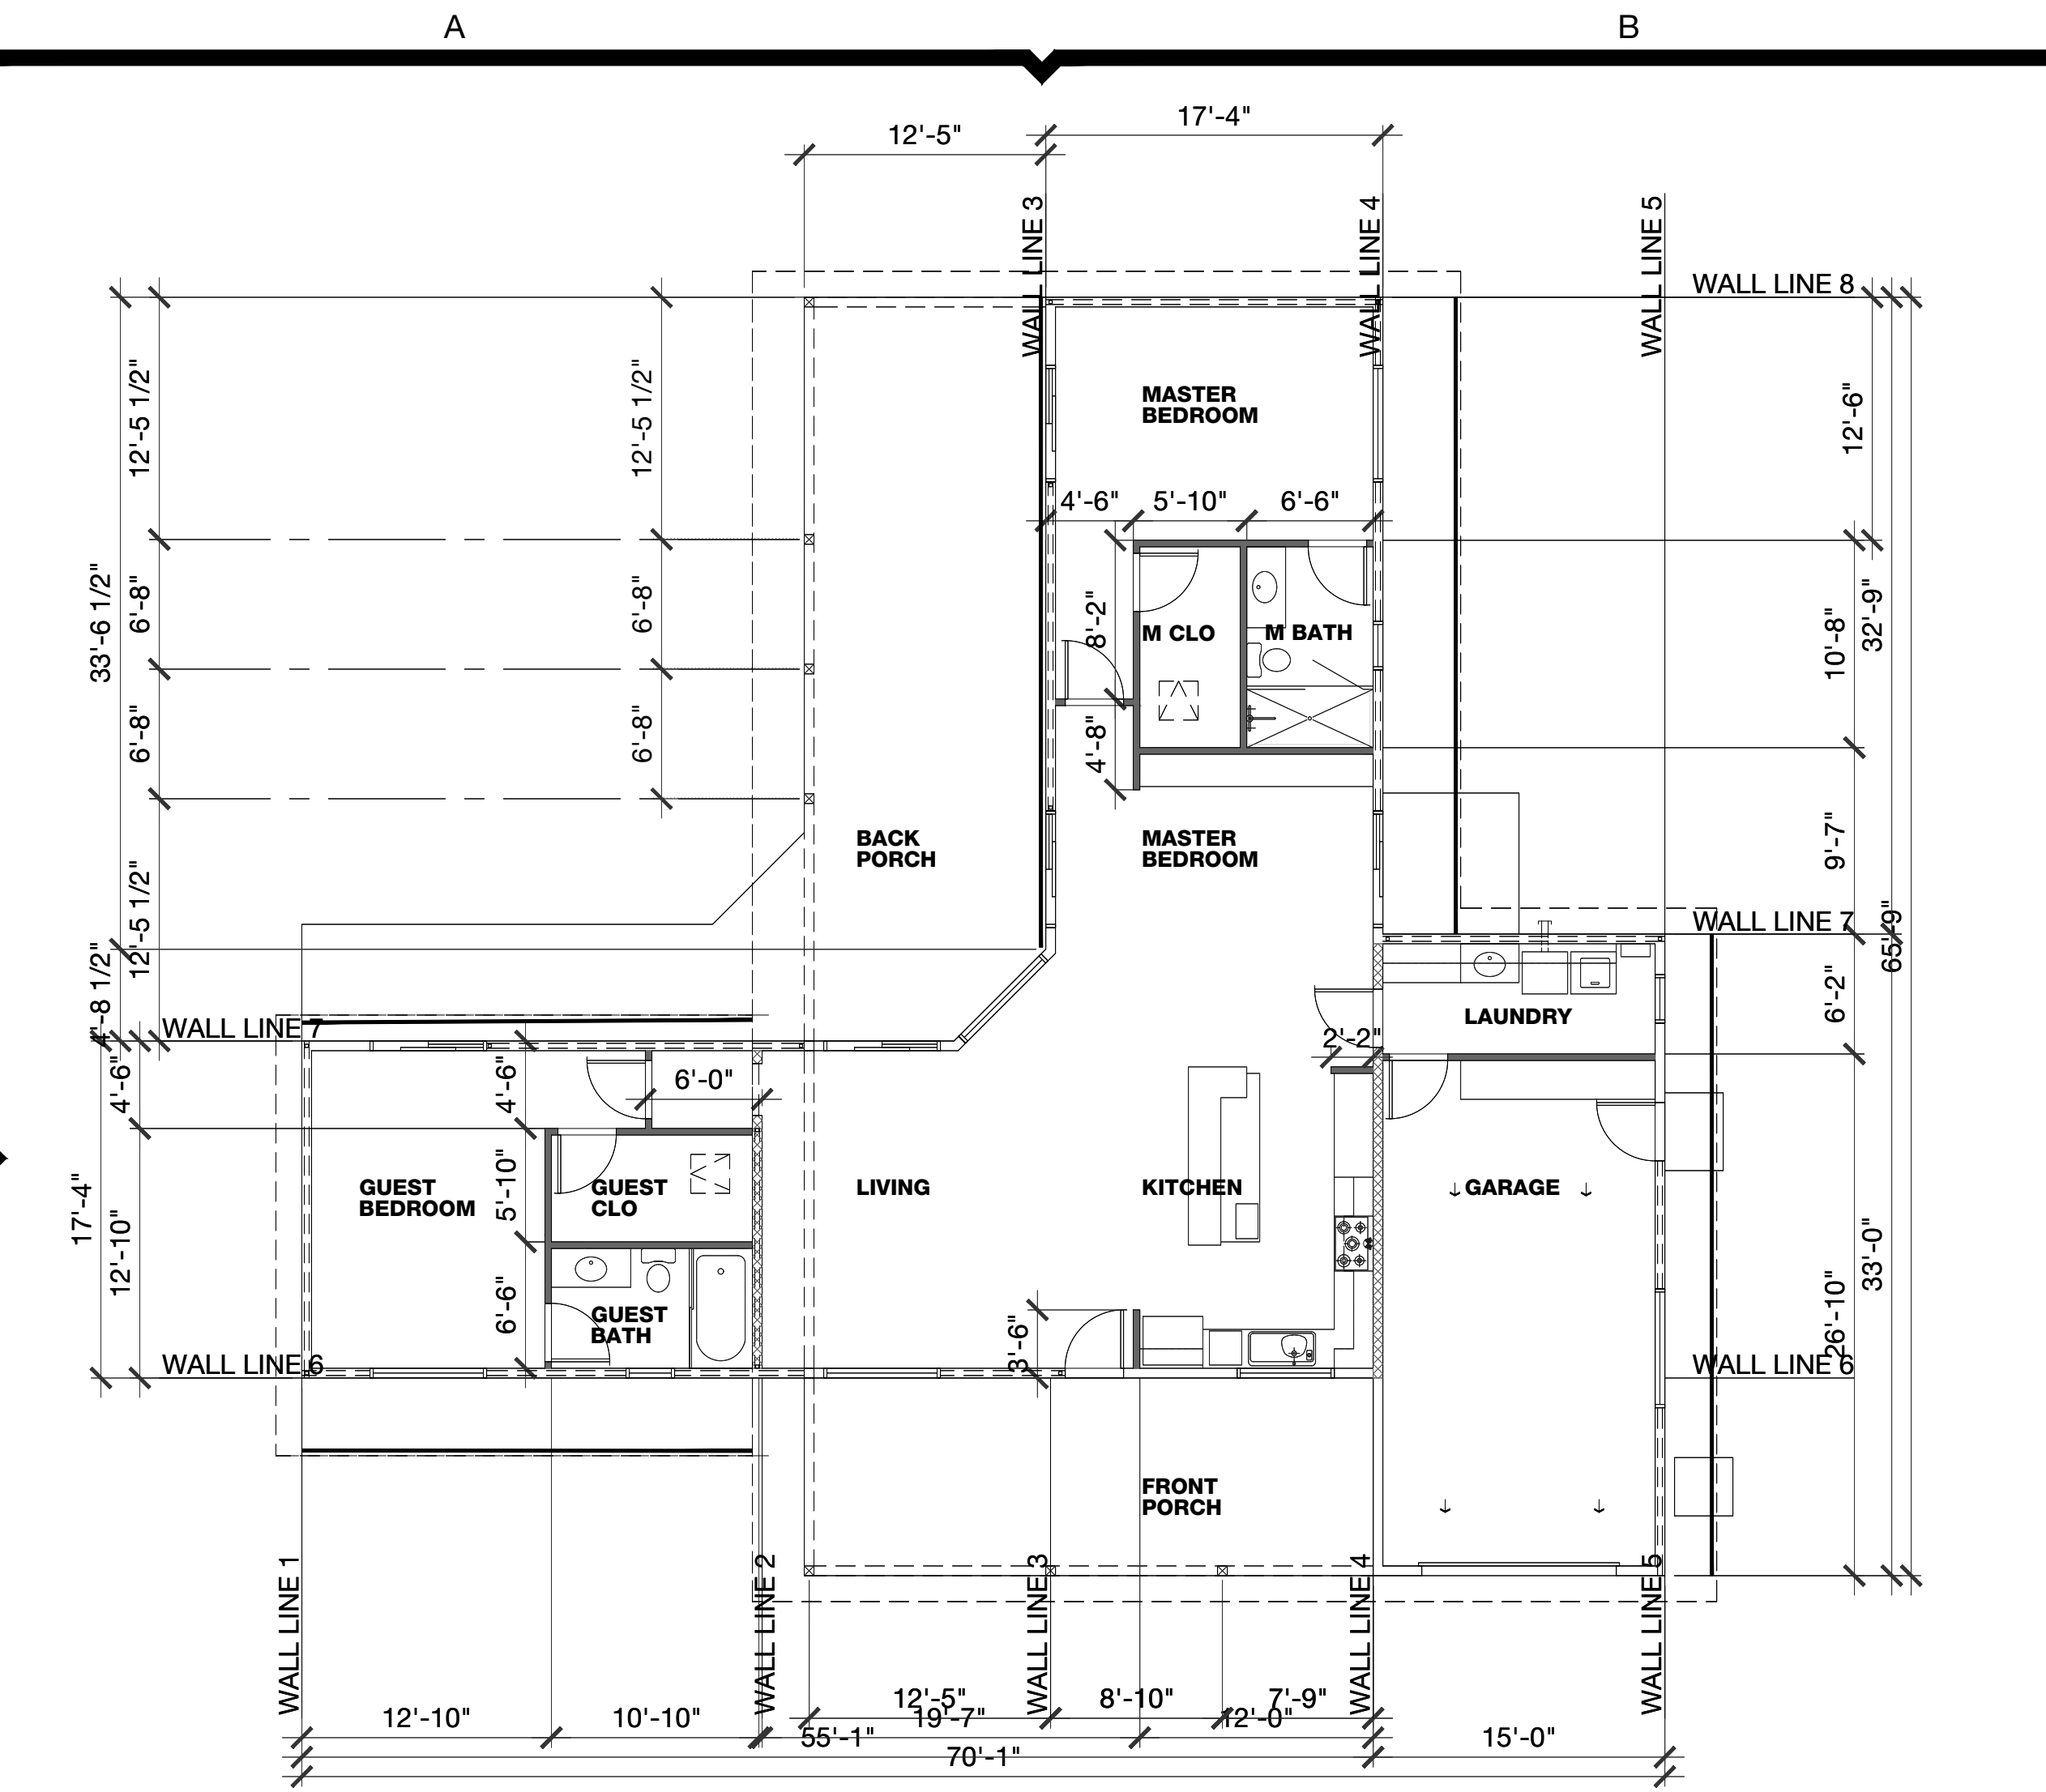 A
B
17'-4"
12'-5"
WALL LINE 3
WALL LINE 4
WALL LINE 5
WALL LINE 8
12'-5 1/2"
12'-5 1/2"
12'-6"
MASTER
BEDROOM
4'-6"
5'-10"
6'-6"
33'-6 1/2"
6'-8"
6'-8"
8'-2"
M CLO
M BATH
10'-8"
32'-9"
6'-8"
6'-8"
4'-8"
BACK
PORCH
MASTER
BEDROOM
9'-7"
12'-5 1/2"
4'-8 1/2"
WALL LINE 7
65'-9"
6'-2"
LAUNDRY
WALL LINE 7
2'-2"
4'-6"
4'-6"
6'-0"
17'-4"
12'-10"
GUEST
BEDROOM
5'-10"
GUEST
CLO
LIVING
KITCHEN
GARAGE
33'-0"
6'-6"
GUEST
BATH
3'-6"
26'-10"
WALL LINE 6
WALL LINE 6
FRONT
PORCH
WALL LINE 1
WALL LINE 2
WALL LINE 3
WALL LINE 4
WALL LINE 5
12'-5"
8'-10"
7'-9"
12'-10"
10'-10"
19'-7"
12'-0"
55'-1"
15'-0"
70'-1"